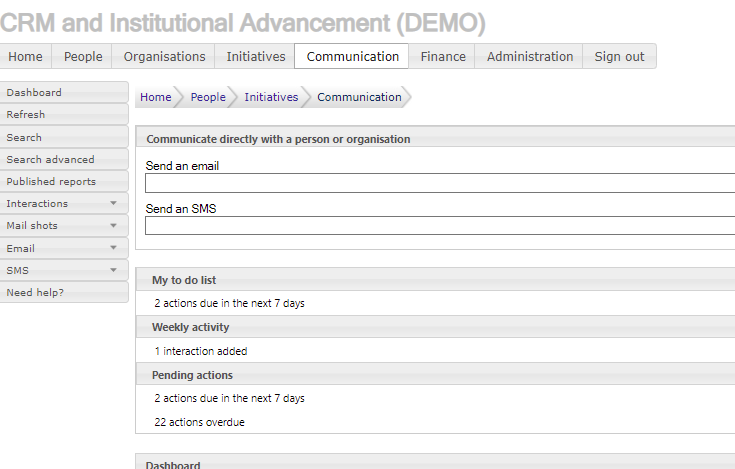 CRM and Institutional Advancement (DEMO)
Home People Organisations Initiatives Communication Finance Administration Sign out
Dashboard
Refresh
Search
Search advanced
Published reports
Interactions
Mail shots
Email
SMS
Need help?
Home People Initiatives Communication
Communicate directly with a person or organisation
Send an email
Send an SMS
My to do list
2 actions due in the next 7 days
Weekly activity
1 interaction added
Pending actions
2 actions due in the next 7 days
22 actions overdue
Dashboard